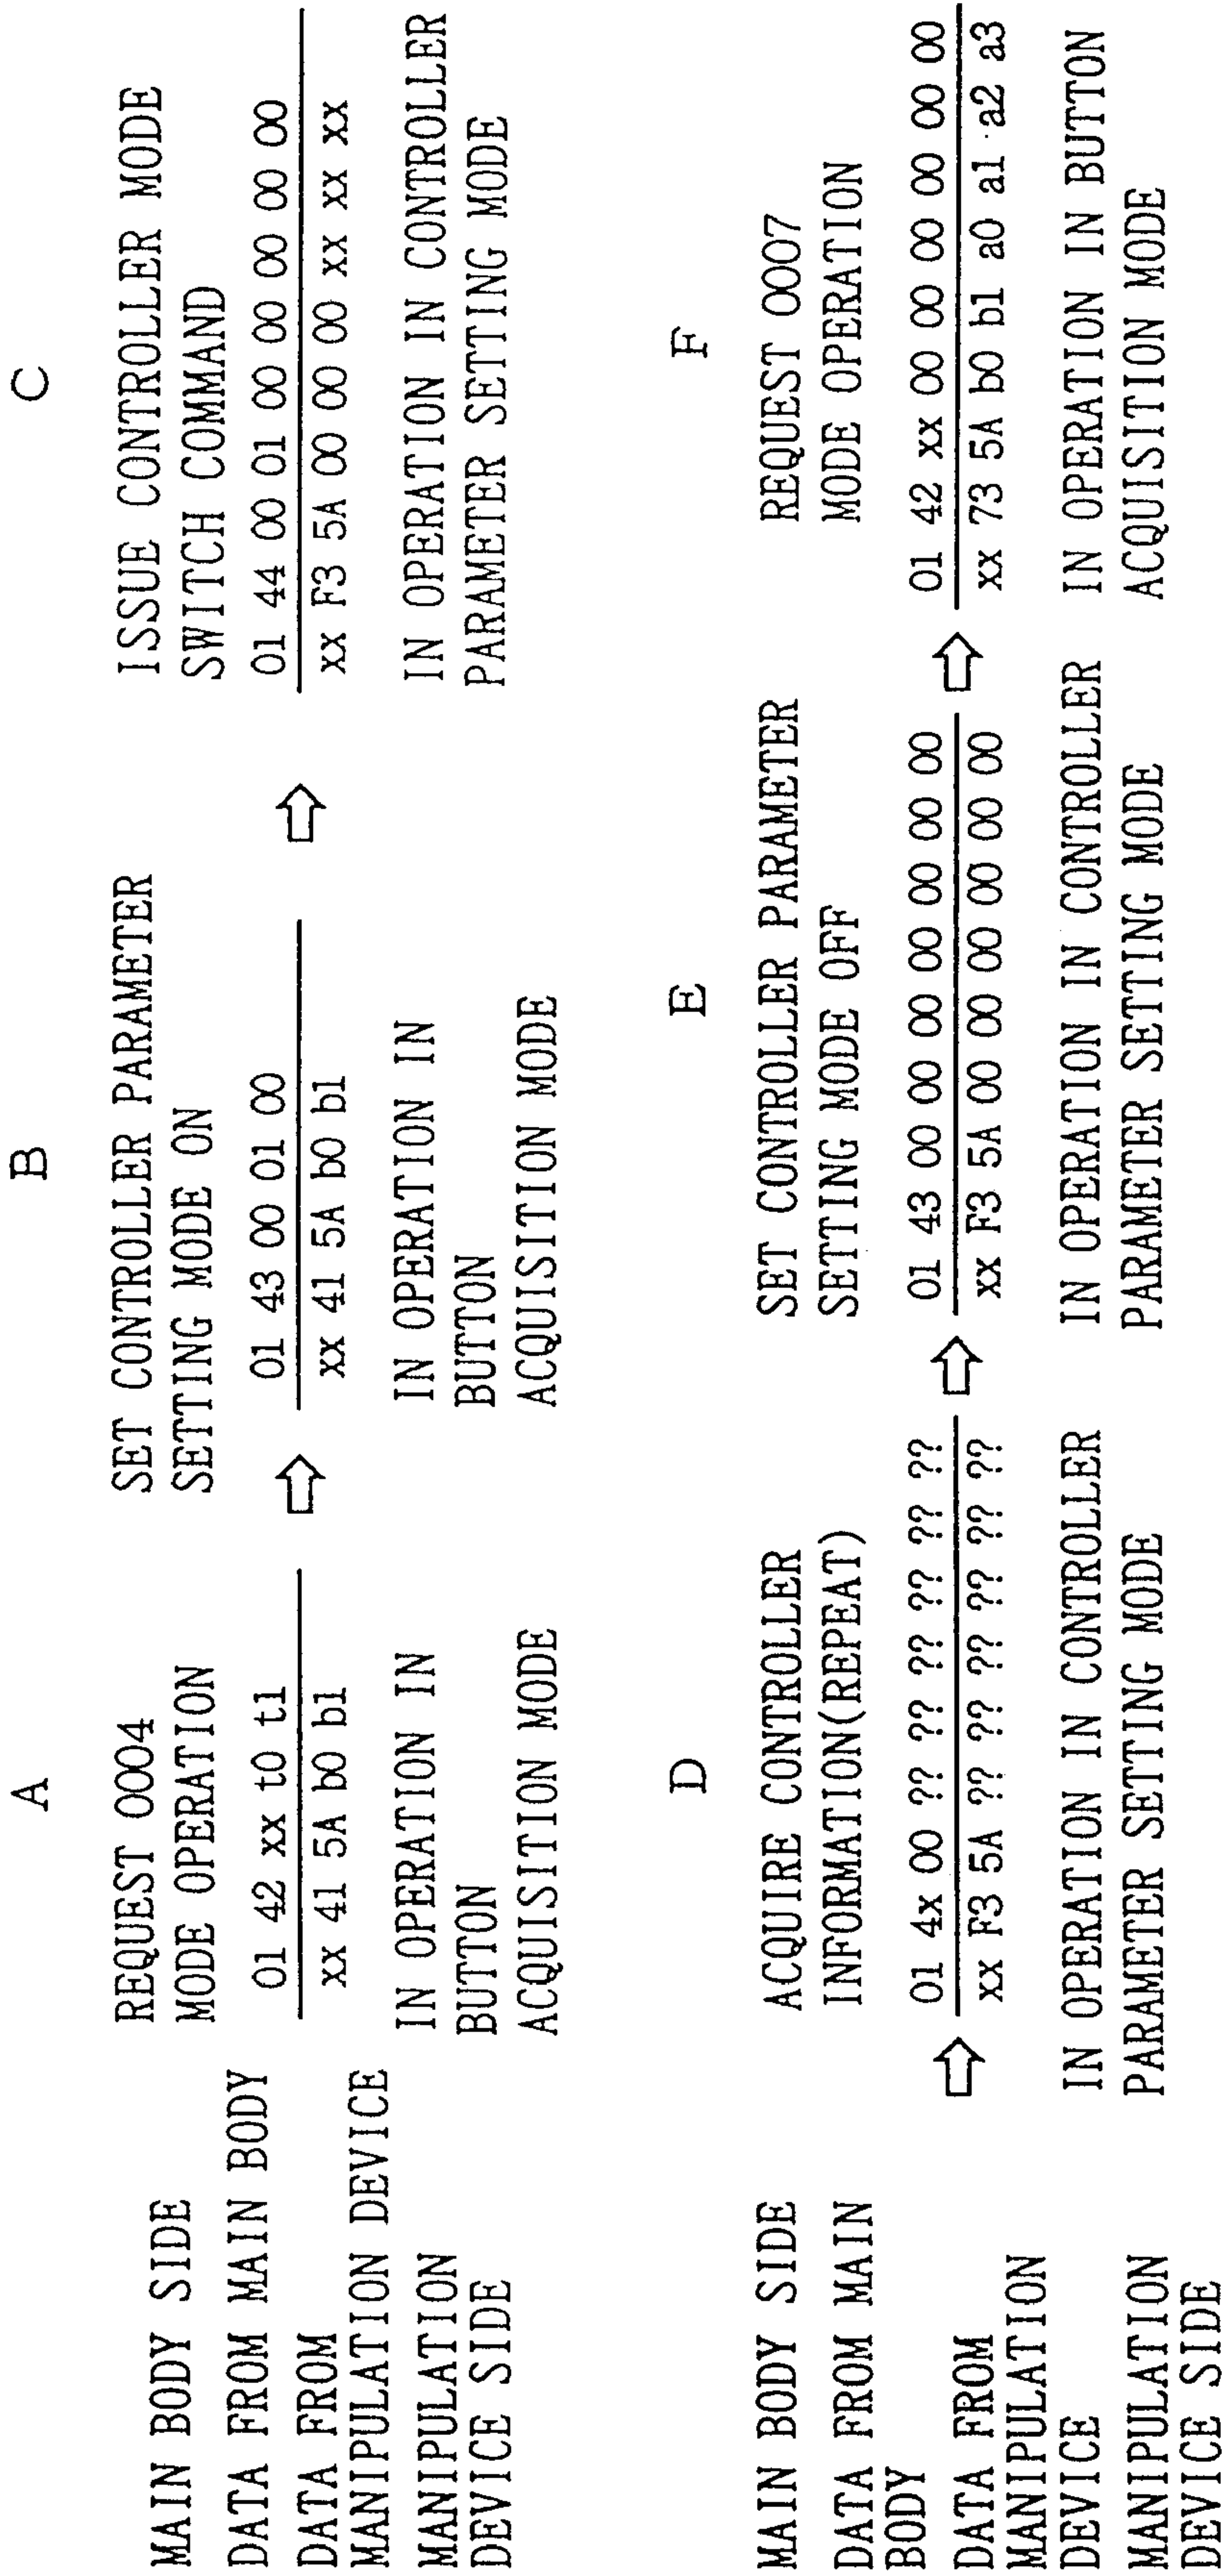 A
B
C
MAIN BODY SIDE
REQUEST 0004
MODE OPERATION
SET CONTROLLER PARAMETER
SETTING MODE ON
ISSUE CONTROLLER MODE
SWITCH COMMAND
DATA FROM MAIN BODY
01 42 xx t0 t1
01 43 00 01 00
01 44 00 01 00 00 00 00 00
DATA FROM
MANIPULATION DEVICE
xx 41 5A b0 b1
xx 41 5A b0 b1
xx F3 5A 00 00 00 xx xx xx
MANIPULATION
DEVICE SIDE
IN OPERATION IN
BUTTON
ACQUISITION MODE
IN OPERATION IN
BUTTON
ACQUISITION MODE
IN OPERATION IN CONTROLLER
PARAMETER SETTING MODE
D
E
F
MAIN BODY SIDE
ACQUIRE CONTROLLER
INFORMATION(REPEAT)
SET CONTROLLER PARAMETER
SETTING MODE OFF
REQUEST 0007
MODE OPERATION
DATA FROM MAIN
BODY
01 4x 00 ?? ?? ?? ?? ?? ??
01 43 00 00 00 00 00 00 00
01 42 xx 00 00 00 00 00 00
DATA FROM
MANIPULATION
DEVICE
xx F3 5A ?? ?? ?? ?? ?? ??
xx F3 5A 00 00 00 00 00 00
xx 73 5A b0 b1 a0 a1 a2 a3
MANIPULATION
DEVICE SIDE
IN OPERATION IN CONTROLLER
PARAMETER SETTING MODE
IN OPERATION IN CONTROLLER
PARAMETER SETTING MODE
IN OPERATION IN BUTTON
ACQUISITION MODE